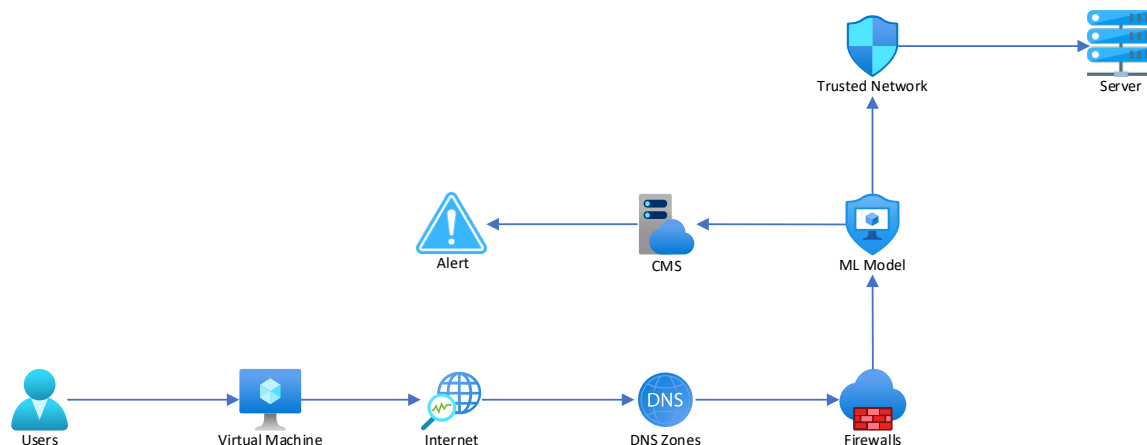 Trusted Network
Server
Alert
CMS
ML Model
DNS
Users
Virtual Machine
Internet
DNS Zones
Firewalls